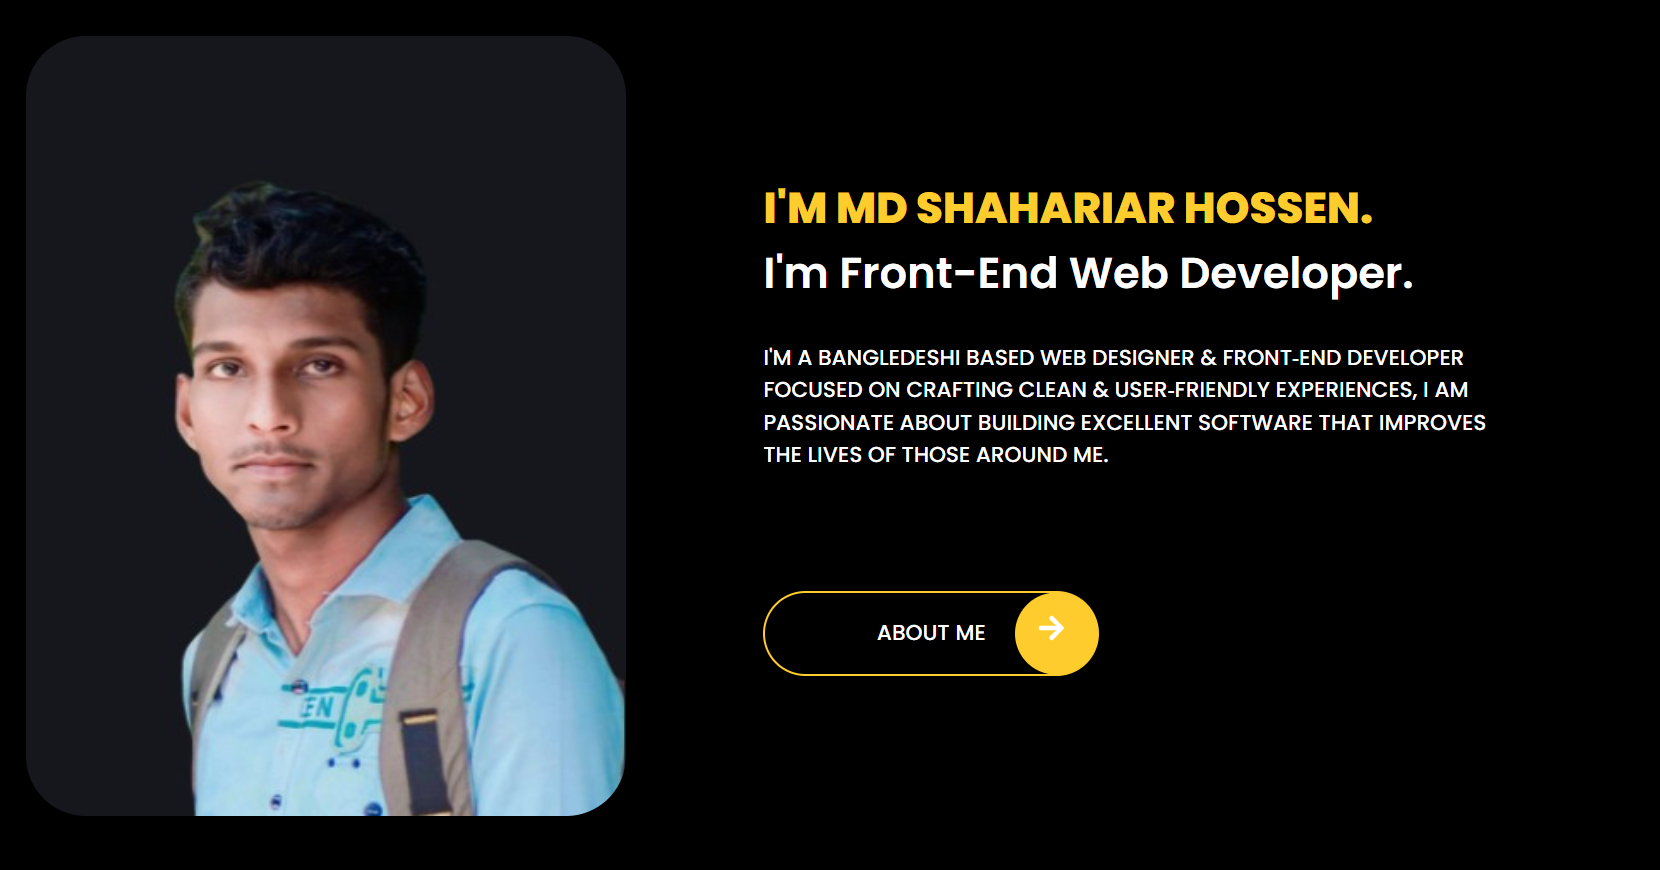 I'M MD SHAHARIAR HOSSEN.
I'm Front-End Web Developer.
I'M A BANGLEDESHI BASED WEB DESIGNER & FRONT-END DEVELOPER
FOCUSED ON CRAFTING CLEAN & USER-FRIENDLY EXPERIENCES, I AM
PASSIONATE ABOUT BUILDING EXCELLENT SOFTWARE THAT IMPROVES
THE LIVES OF THOSE AROUND ME.
ABOUT ME